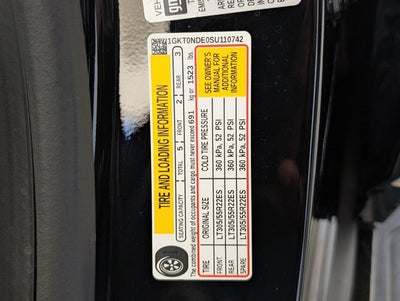 1GKT0NDE0SU110742
TIRE AND LOADING INFORMATION
SEATING CAPACITY TOTAL 5 FRONT 2 REAR 3
The combined weight of occupants and cargo must never exceed 691 kg or 1523 lbs.
TIRE ORIGINAL SIZE COLD TIRE PRESSURE
FRONT LT305/55R22ES 360 kPa, 52 PSI
REAR LT305/55R22ES 360 kPa, 52 PSI
SPARE LT305/55R22ES 360 kPa, 52 PSI
SEE OWNER'S
MANUAL FOR
ADDITIONAL
INFORMATION